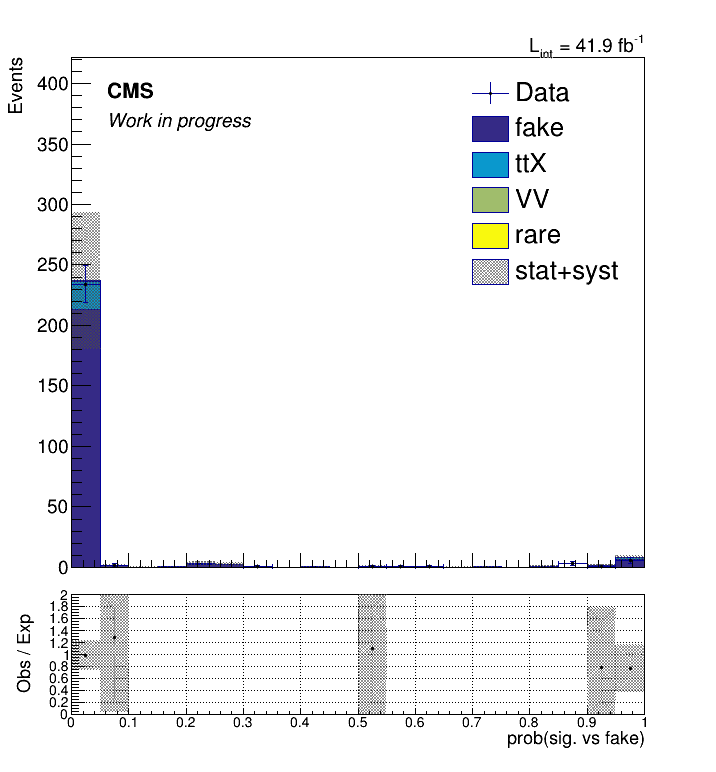 L_int = 41.9 fb^-1
Events
CMS
Work in progress
Data
fake
ttX
VV
rare
stat+syst
400
350
300
250
200
150
100
50
0
Obs / Exp
2
1.8
1.6
1.4
1.2
1
0.8
0.6
0.4
0.2
0
0 0.1 0.2 0.3 0.4 0.5 0.6 0.7 0.8 0.9 1
prob(sig. vs fake)